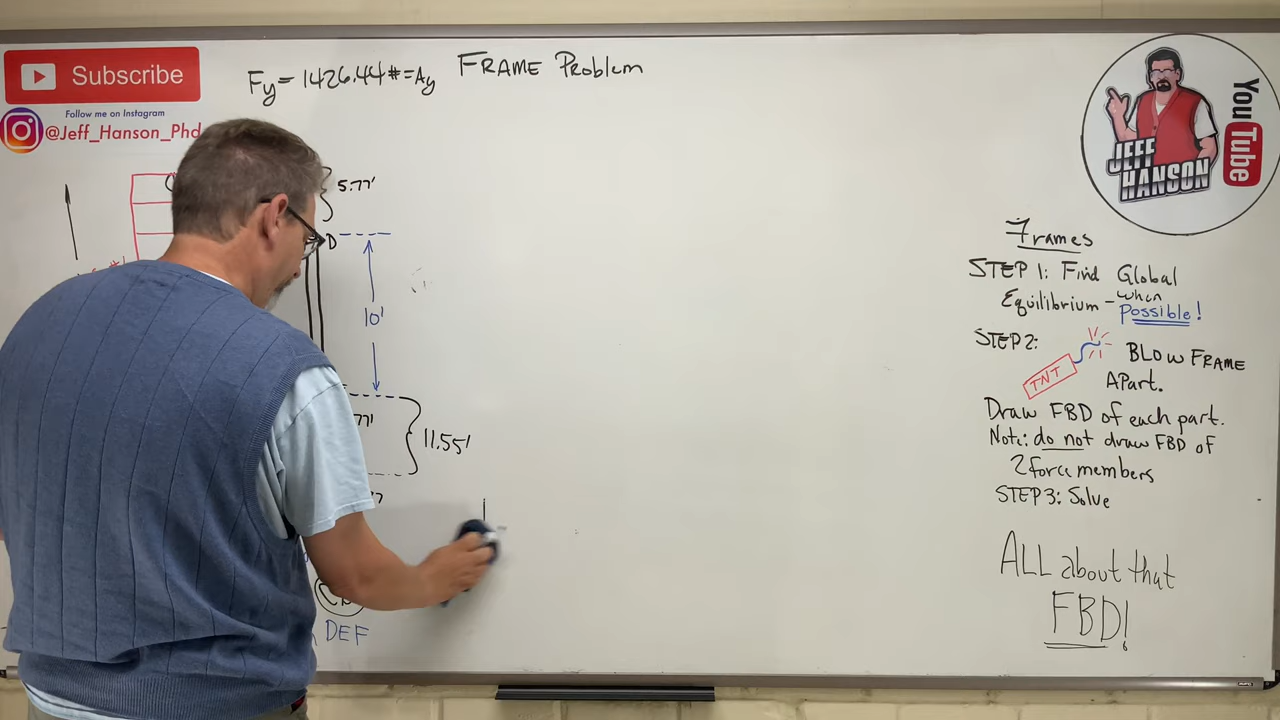 Subscribe
Follow me on Instagram
@Jeff_Hanson_Phd
Fy = 1426.44# = Ay
FRAME Problem
5.77'
D
10'
11.55'
DEF
JEFF
HANSON
YouTube
Frames
STEP 1: Find Global
Equilibrium - when
Possible!
STEP 2:
TNT
BLOW FRAME
APart.
Draw FBD of each part.
Note: do not draw FBD of
2 force members
STEP 3: Solve
ALL about that
FBD!